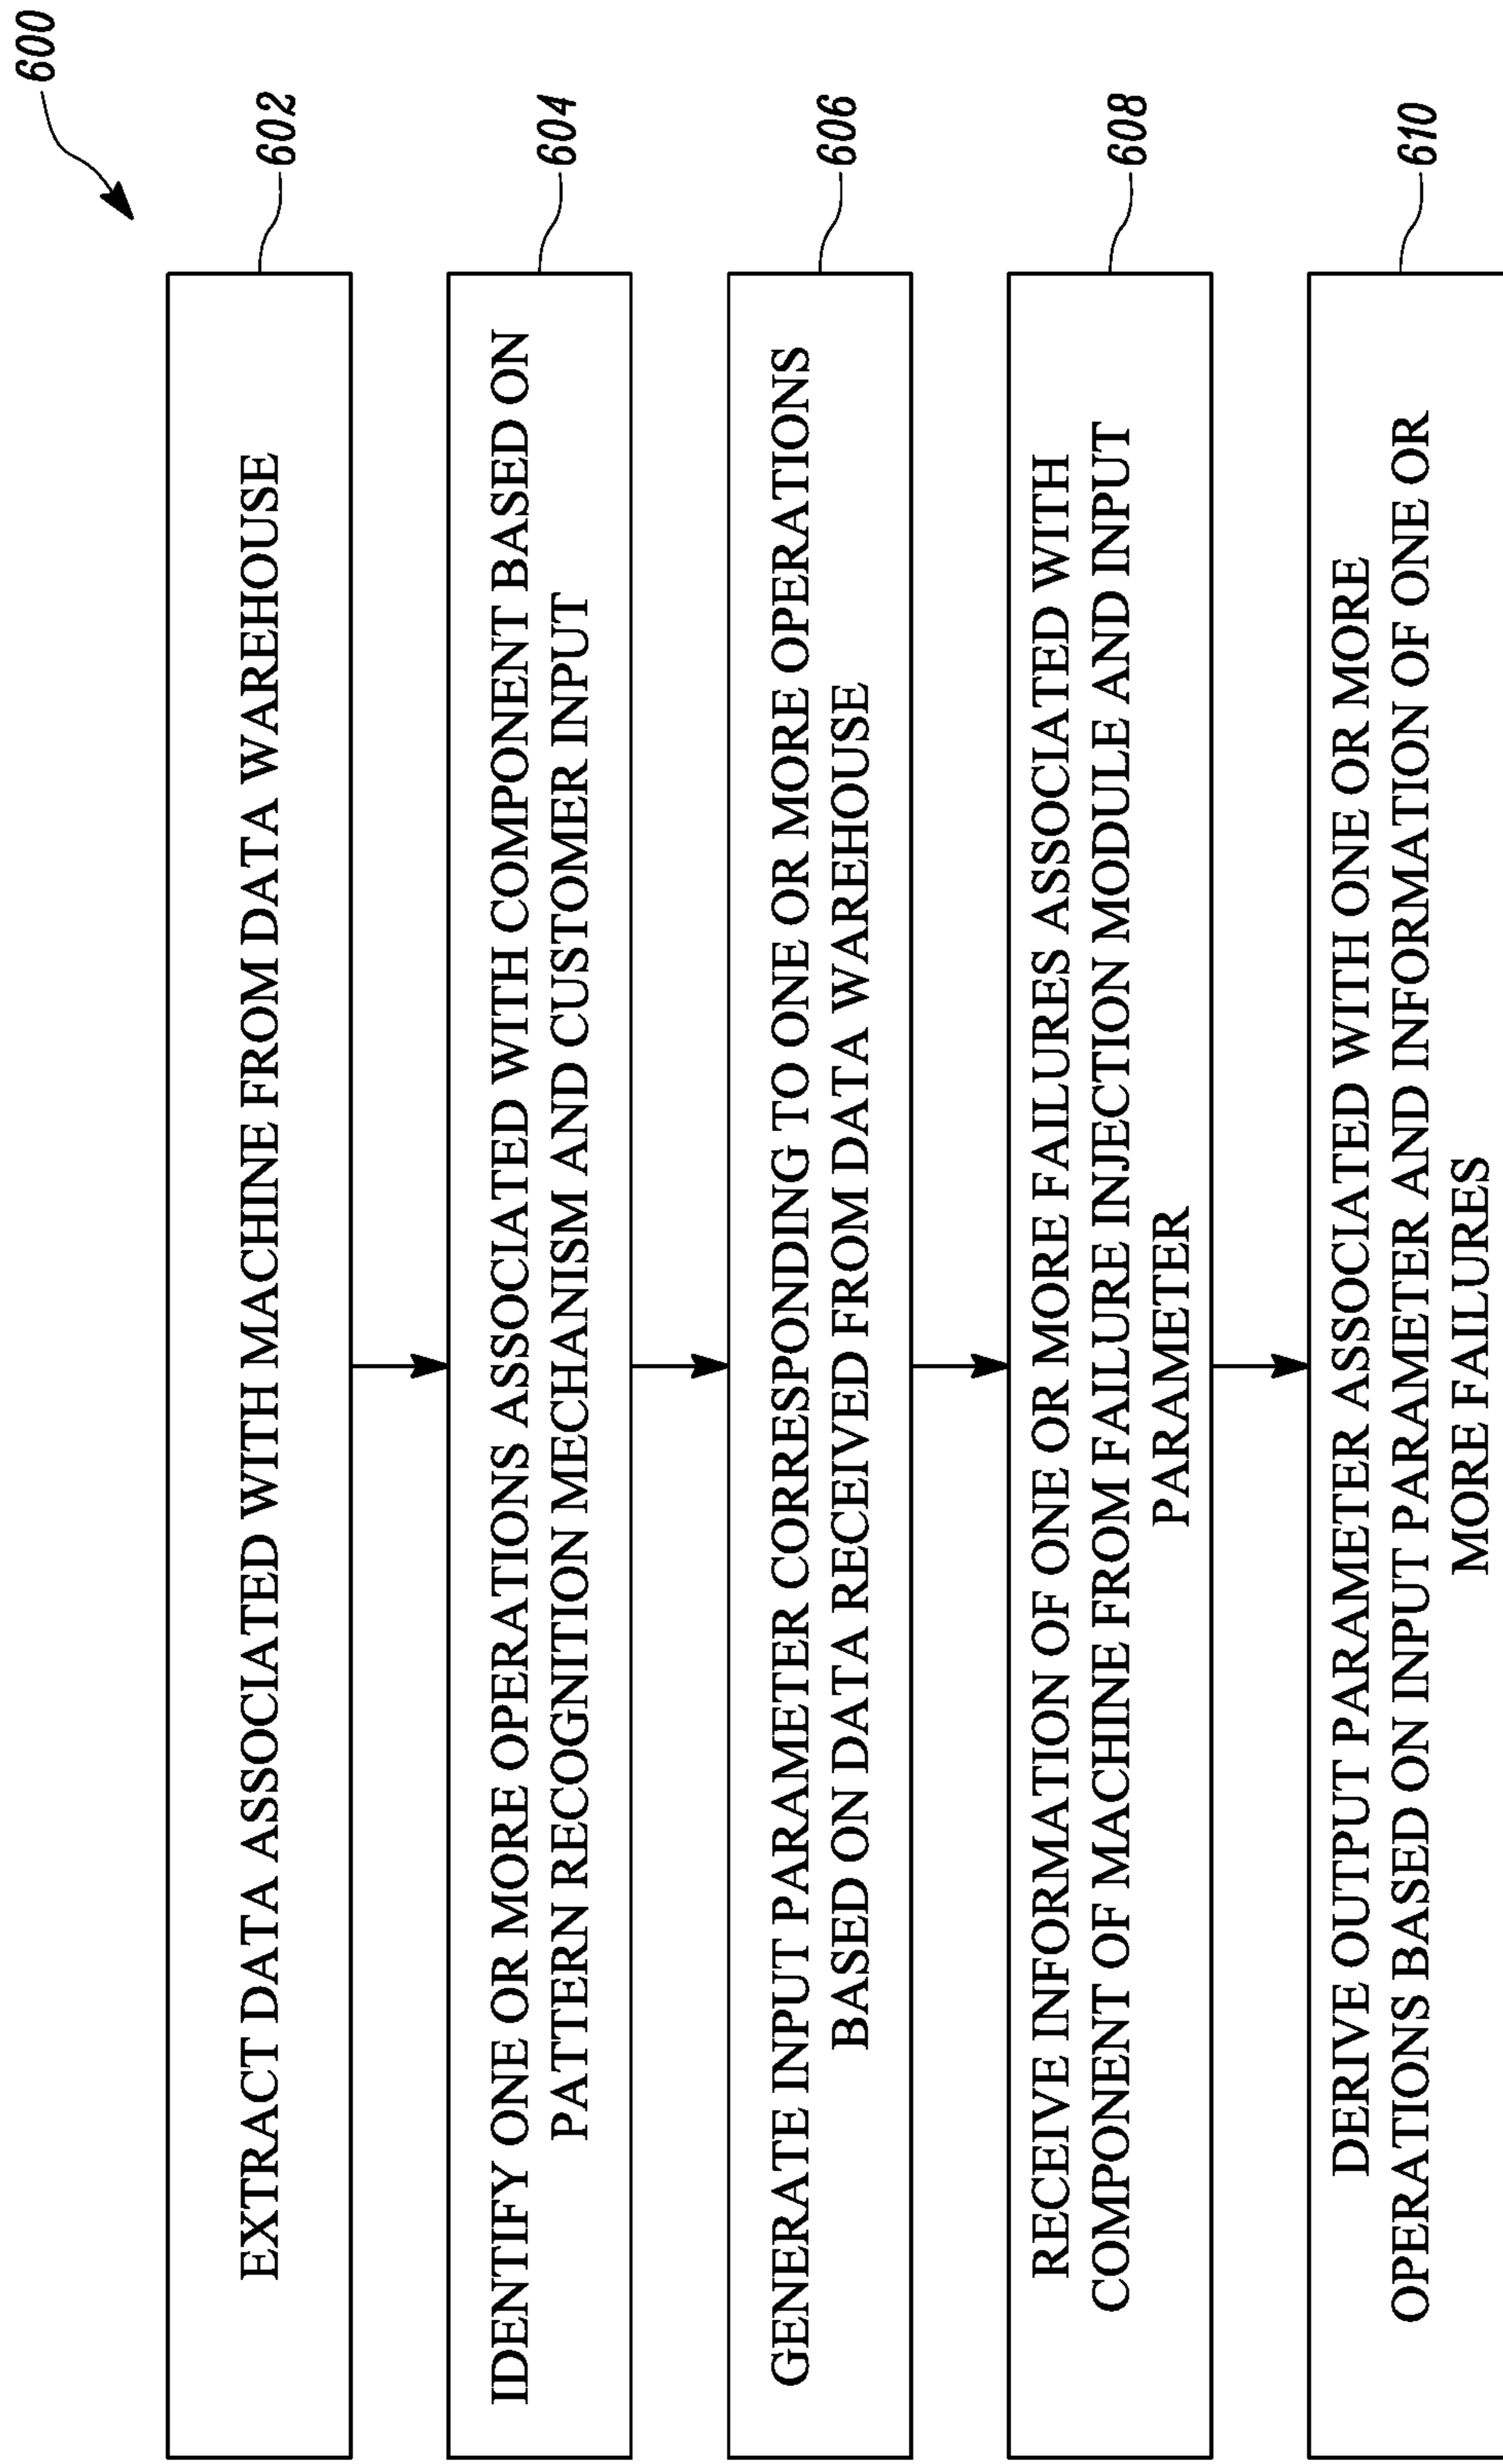 600
EXTRACT DATA ASSOCIATED WITH MACHINE FROM DATA WAREHOUSE
602
IDENTIFY ONE OR MORE OPERATIONS ASSOCIATED WITH COMPONENT BASED ON
PATTERN RECOGNITION MECHANISM AND CUSTOMER INPUT
604
GENERATE INPUT PARAMETER CORRESPONDING TO ONE OR MORE OPERATIONS
BASED ON DATA RECEIVED FROM DATA WAREHOUSE
606
RECEIVE INFORMATION OF ONE OR MORE FAILURES ASSOCIATED WITH
COMPONENT OF MACHINE FROM FAILURE INJECTION MODULE AND INPUT
PARAMETER
608
DERIVE OUTPUT PARAMETER ASSOCIATED WITH ONE OR MORE
OPERATIONS BASED ON INPUT PARAMETER AND INFORMATION OF ONE OR
MORE FAILURES
610